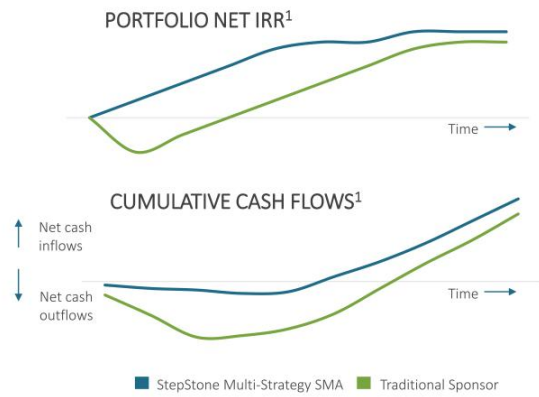 PORTFOLIO NET IRR1
Time
CUMULATIVE CASH FLOWS1
Net cash
inflows
Net cash
outflows
Time
StepStone Multi-Strategy SMA
Traditional Sponsor